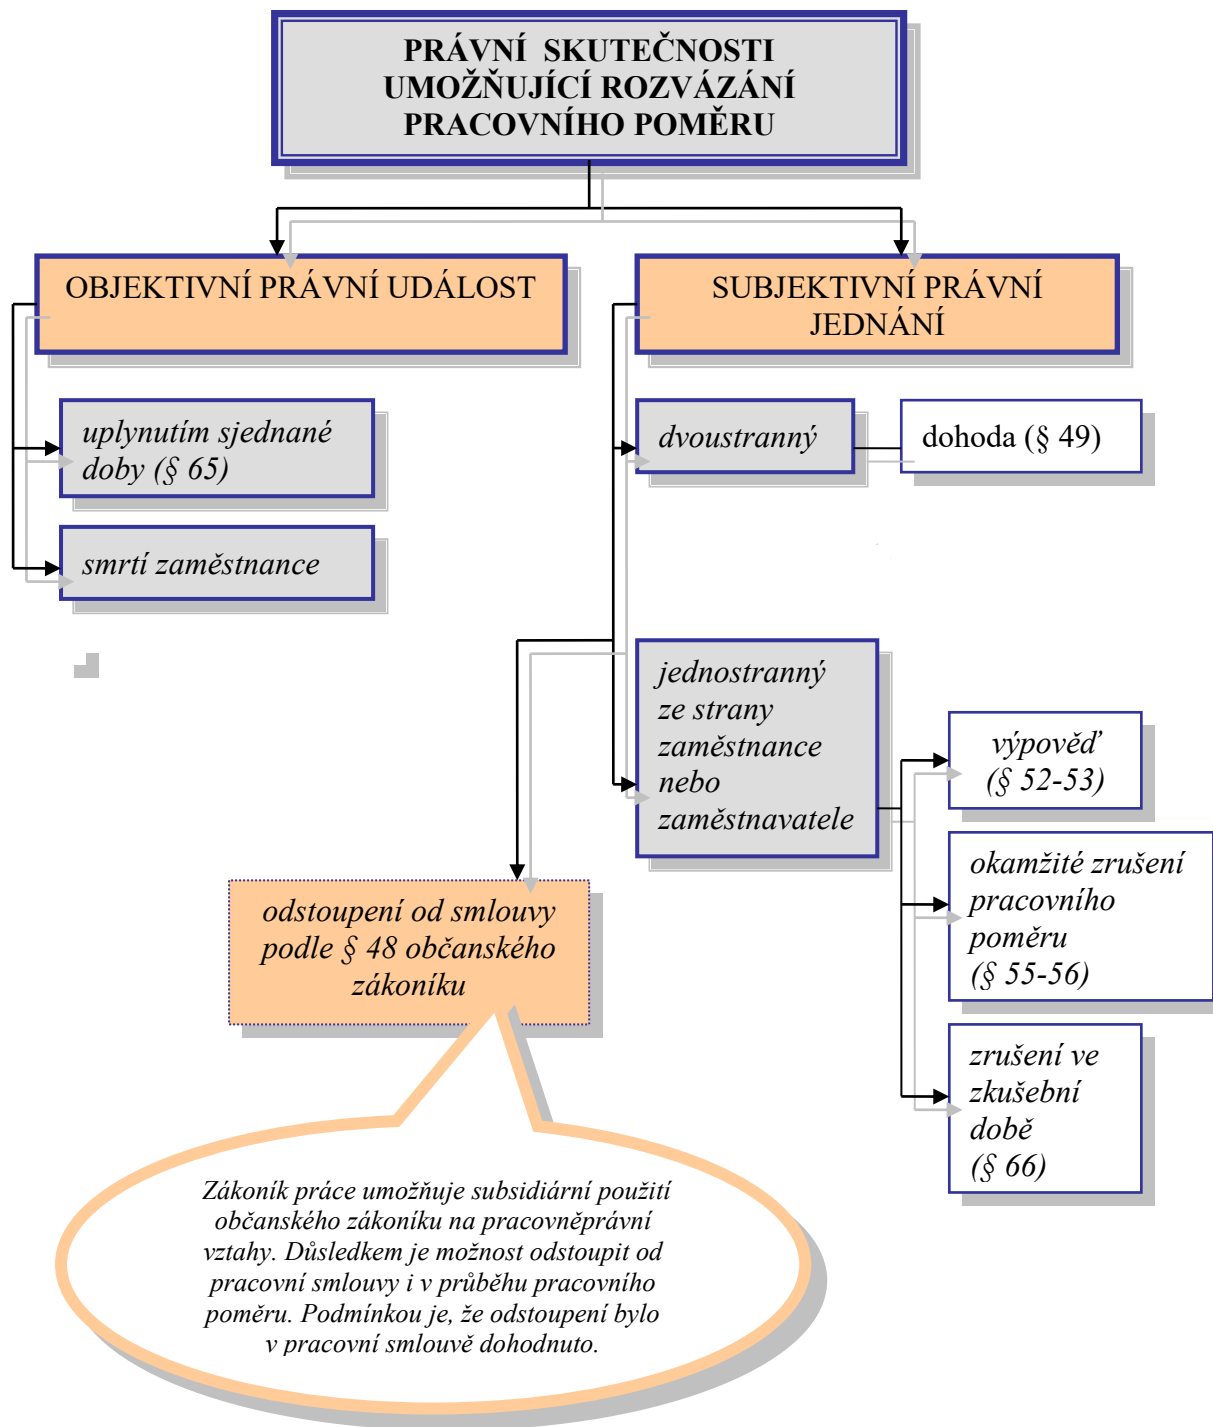 PRÁVNÍ SKUTEČNOSTI
UMOŽŇUJÍCÍ ROZVÁZÁNÍ
PRACOVNÍHO POMĚRU
OBJEKTIVNÍ PRÁVNÍ UDÁLOST
SUBJEKTIVNÍ PRÁVNÍ
JEDNÁNÍ
uplynutím sjednané
doby (§ 65)
smrtí zaměstnance
dvoustranný
dohoda (§ 49)
jednostranný
ze strany
zaměstnance
nebo
zaměstnavatele
výpověď
(§ 52-53)
okamžité zrušení
pracovního
poměru
(§ 55-56)
zrušení ve
zkušební
době
(§ 66)
odstoupení od smlouvy
podle § 48 občanského
zákoníku
Zákoník práce umožňuje subsidiární použití
občanského zákoníku na pracovněprávní
vztahy. Důsledkem je možnost odstoupit od
pracovní smlouvy i v průběhu pracovního
poměru. Podmínkou je, že odstoupení bylo
v pracovní smlouvě dohodnuto.